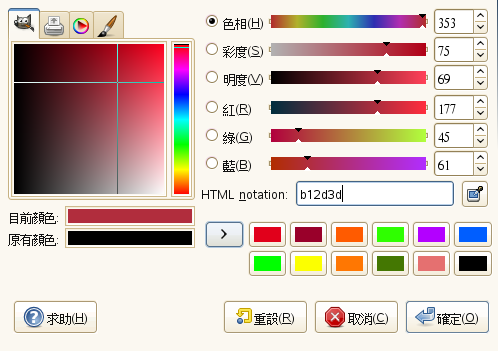 色相(H) 353
彩度(S) 75
明度(V) 69
紅(R) 177
綠(G) 45
藍(B) 61
HTML notation: b12d3d
目前顏色:
原有顏色:
求助(H) 重設(R) 取消(C) 確定(O)